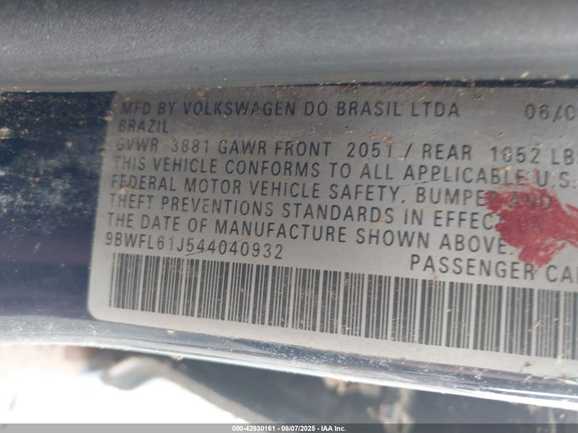 MFD BY VOLKSWAGEN DO BRASIL LTDA 06/0
BRAZIL
GVWR 3881 GAWR FRONT 2051 / REAR 1852 LB
THIS VEHICLE CONFORMS TO ALL APPLICABLE U.S.
FEDERAL MOTOR VEHICLE SAFETY, BUMPER AND
THEFT PREVENTIONS STANDARDS IN EFFECT
THE DATE OF MANUFACTURE SHOWN ABOVE.
9BWFL61J544040932
PASSENGER CA
000-42930161 - 08/07/2025 - IAA Inc.